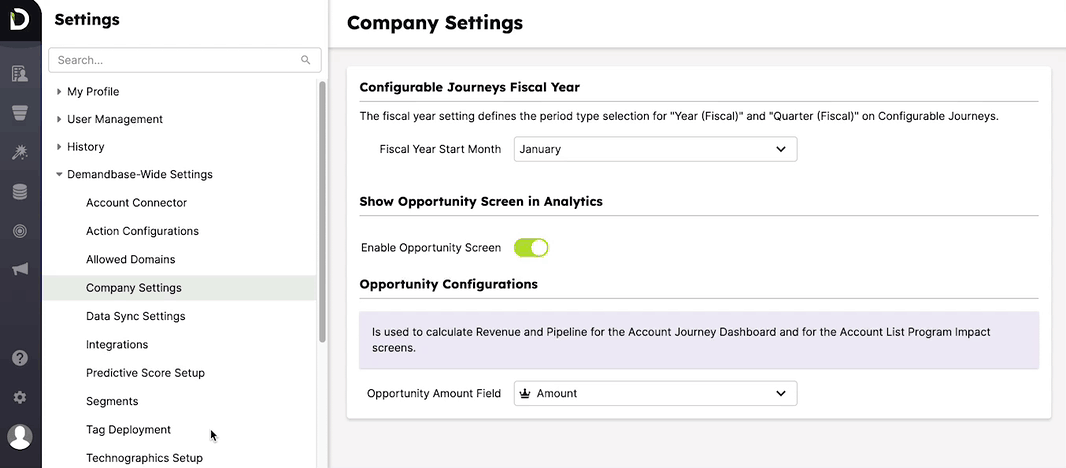 Settings
Search...
My Profile
User Management
History
Demandbase-Wide Settings
Account Connector
Action Configurations
Allowed Domains
Company Settings
Data Sync Settings
Integrations
Predictive Score Setup
Segments
Tag Deployment
Technographics Setup
Company Settings
Configurable Journeys Fiscal Year
The fiscal year setting defines the period type selection for "Year (Fiscal)" and "Quarter (Fiscal)" on Configurable Journeys.
Fiscal Year Start Month January
Show Opportunity Screen in Analytics
Enable Opportunity Screen
Opportunity Configurations
Is used to calculate Revenue and Pipeline for the Account Journey Dashboard and for the Account List Program Impact
screens.
Opportunity Amount Field Amount